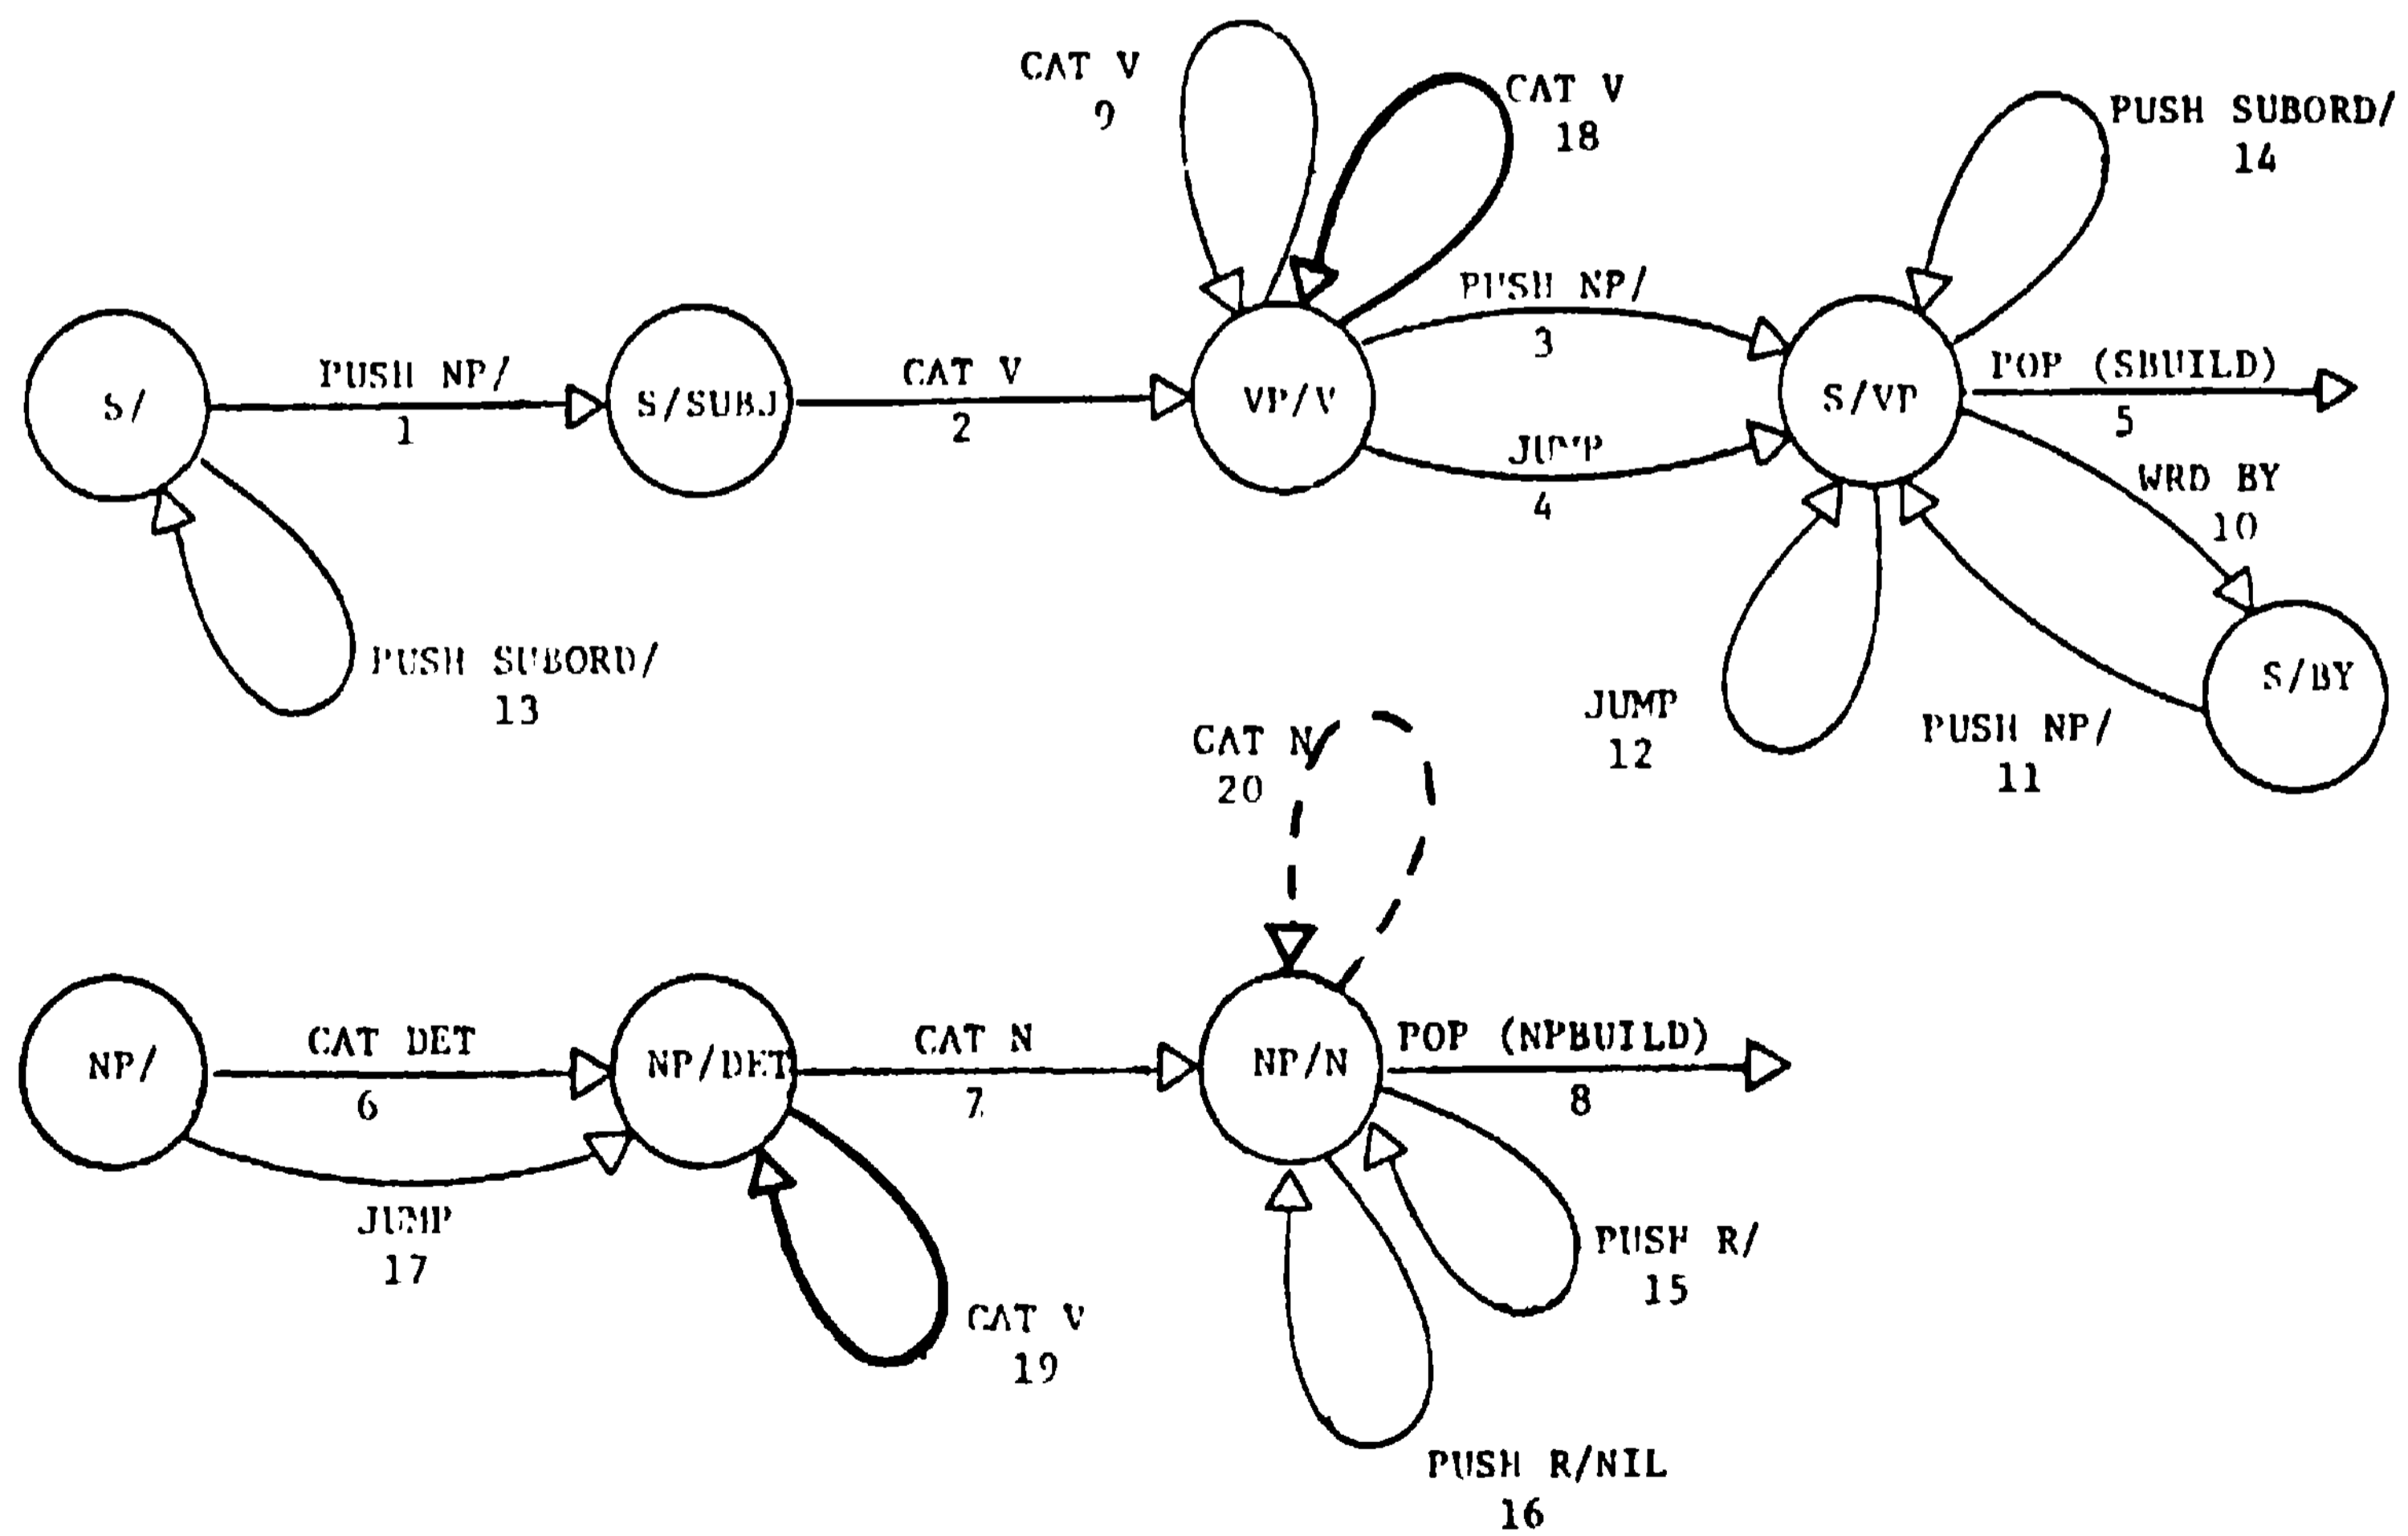 CAT V
9
CAT V
18
PUSH SUBORD/
14
PUSH NP/
3
S/
PUSH NP/
1
S/SUBJ
CAT V
2
VP/V
S/VP
POP (SBUILD)
5
JUMP
4
WRD BY
10
PUSH SUBORD/
13
S/BY
JUMP
12
PUSH NP/
11
CAT N
20
NP/
CAT DET
6
NP/DET
CAT N
7
NP/N
POP (NPBUILD)
8
JUMP
17
PUSH R/
15
CAT V
19
PUSH R/NIL
16